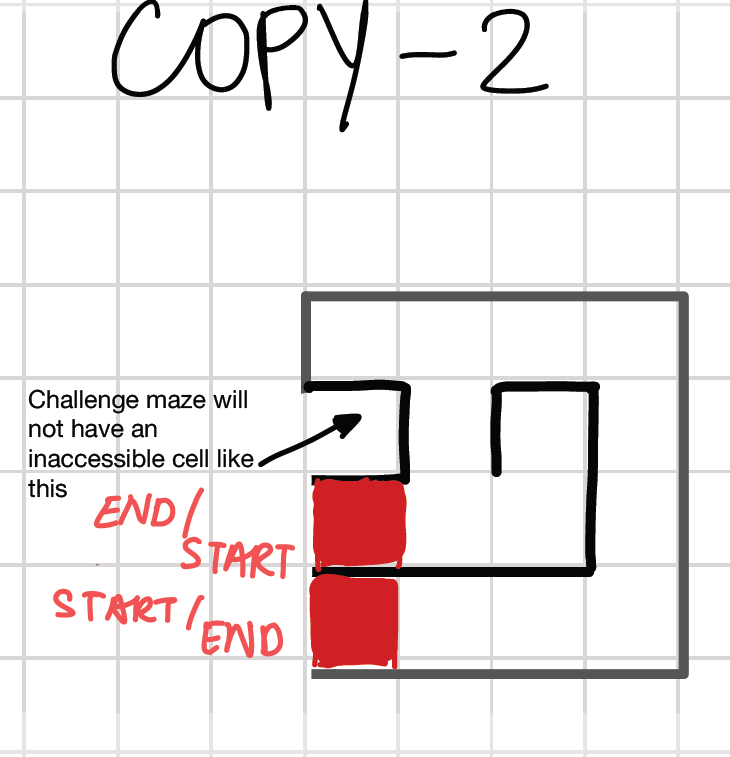 COPY-2
Challenge maze will
not have an
inaccessible cell like
this
END/
START
START/
END